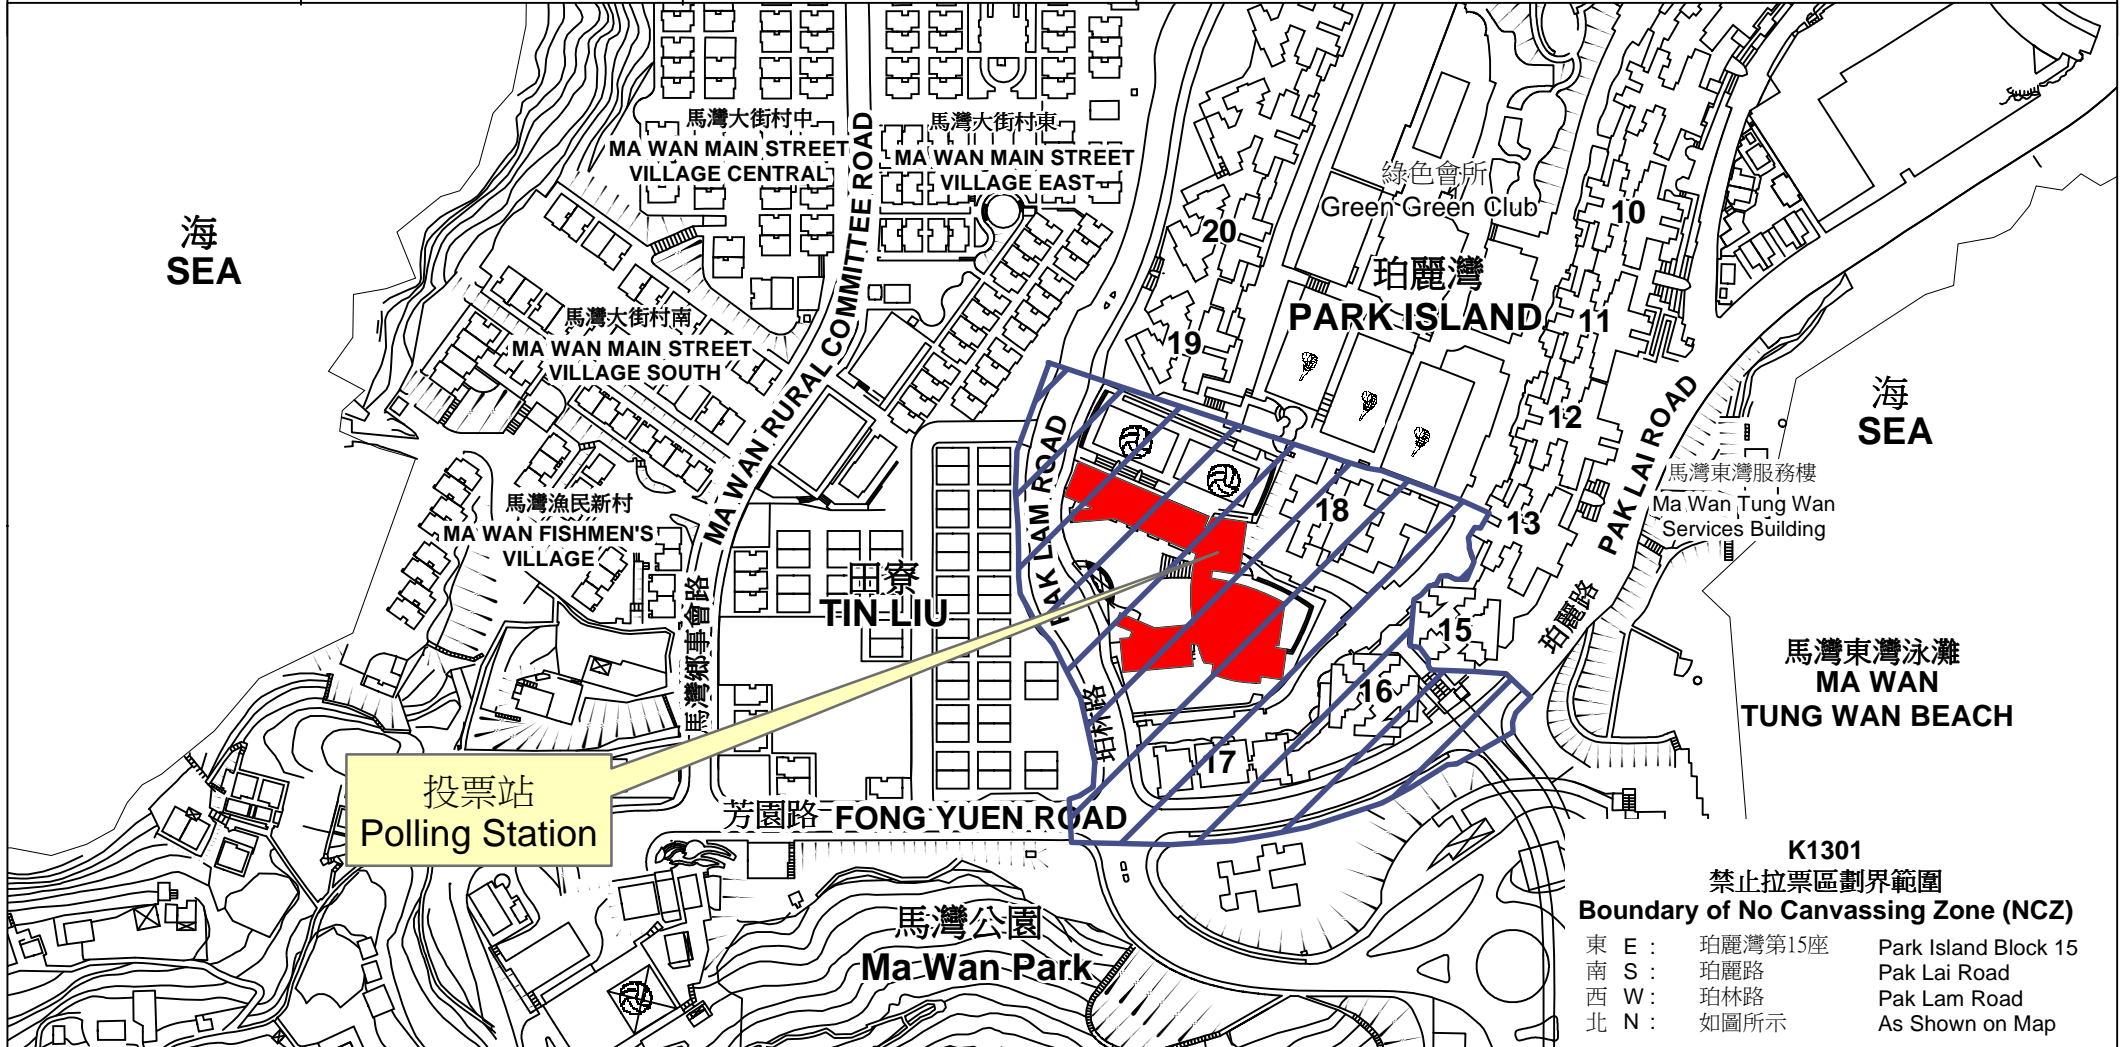 馬灣大街村中
MA WAN MAIN STREET
VILLAGE CENTRAL
馬灣大街村東
MA WAN MAIN STREET
VILLAGE EAST
綠色會所
Green Green Club
海
SEA
20
10
珀麗灣
PARK ISLAND
馬灣大街村南
MA WAN MAIN STREET
VILLAGE SOUTH
MA WAN RURAL COMMITTEE ROAD
馬灣鄉事會路
19
11
12
海
SEA
PAK LAI ROAD
珀麗路
馬灣東灣服務樓
Ma Wan Tung Wan
Services Building
馬灣漁民新村
MA WAN FISHMEN'S
VILLAGE
PAK LAM ROAD
珀林路
18
13
田寮
TIN LIU
15
16
17
馬灣東灣泳灘
MA WAN
TUNG WAN BEACH
投票站
Polling Station
芳園路 FONG YUEN ROAD
馬灣公園
Ma Wan Park
K1301
禁止拉票區劃界範圍
Boundary of No Canvassing Zone (NCZ)
東 E : 珀麗灣第15座 Park Island Block 15
南 S : 珀麗路 Pak Lai Road
西 W : 珀林路 Pak Lam Road
北 N : 如圖所示 As Shown on Map